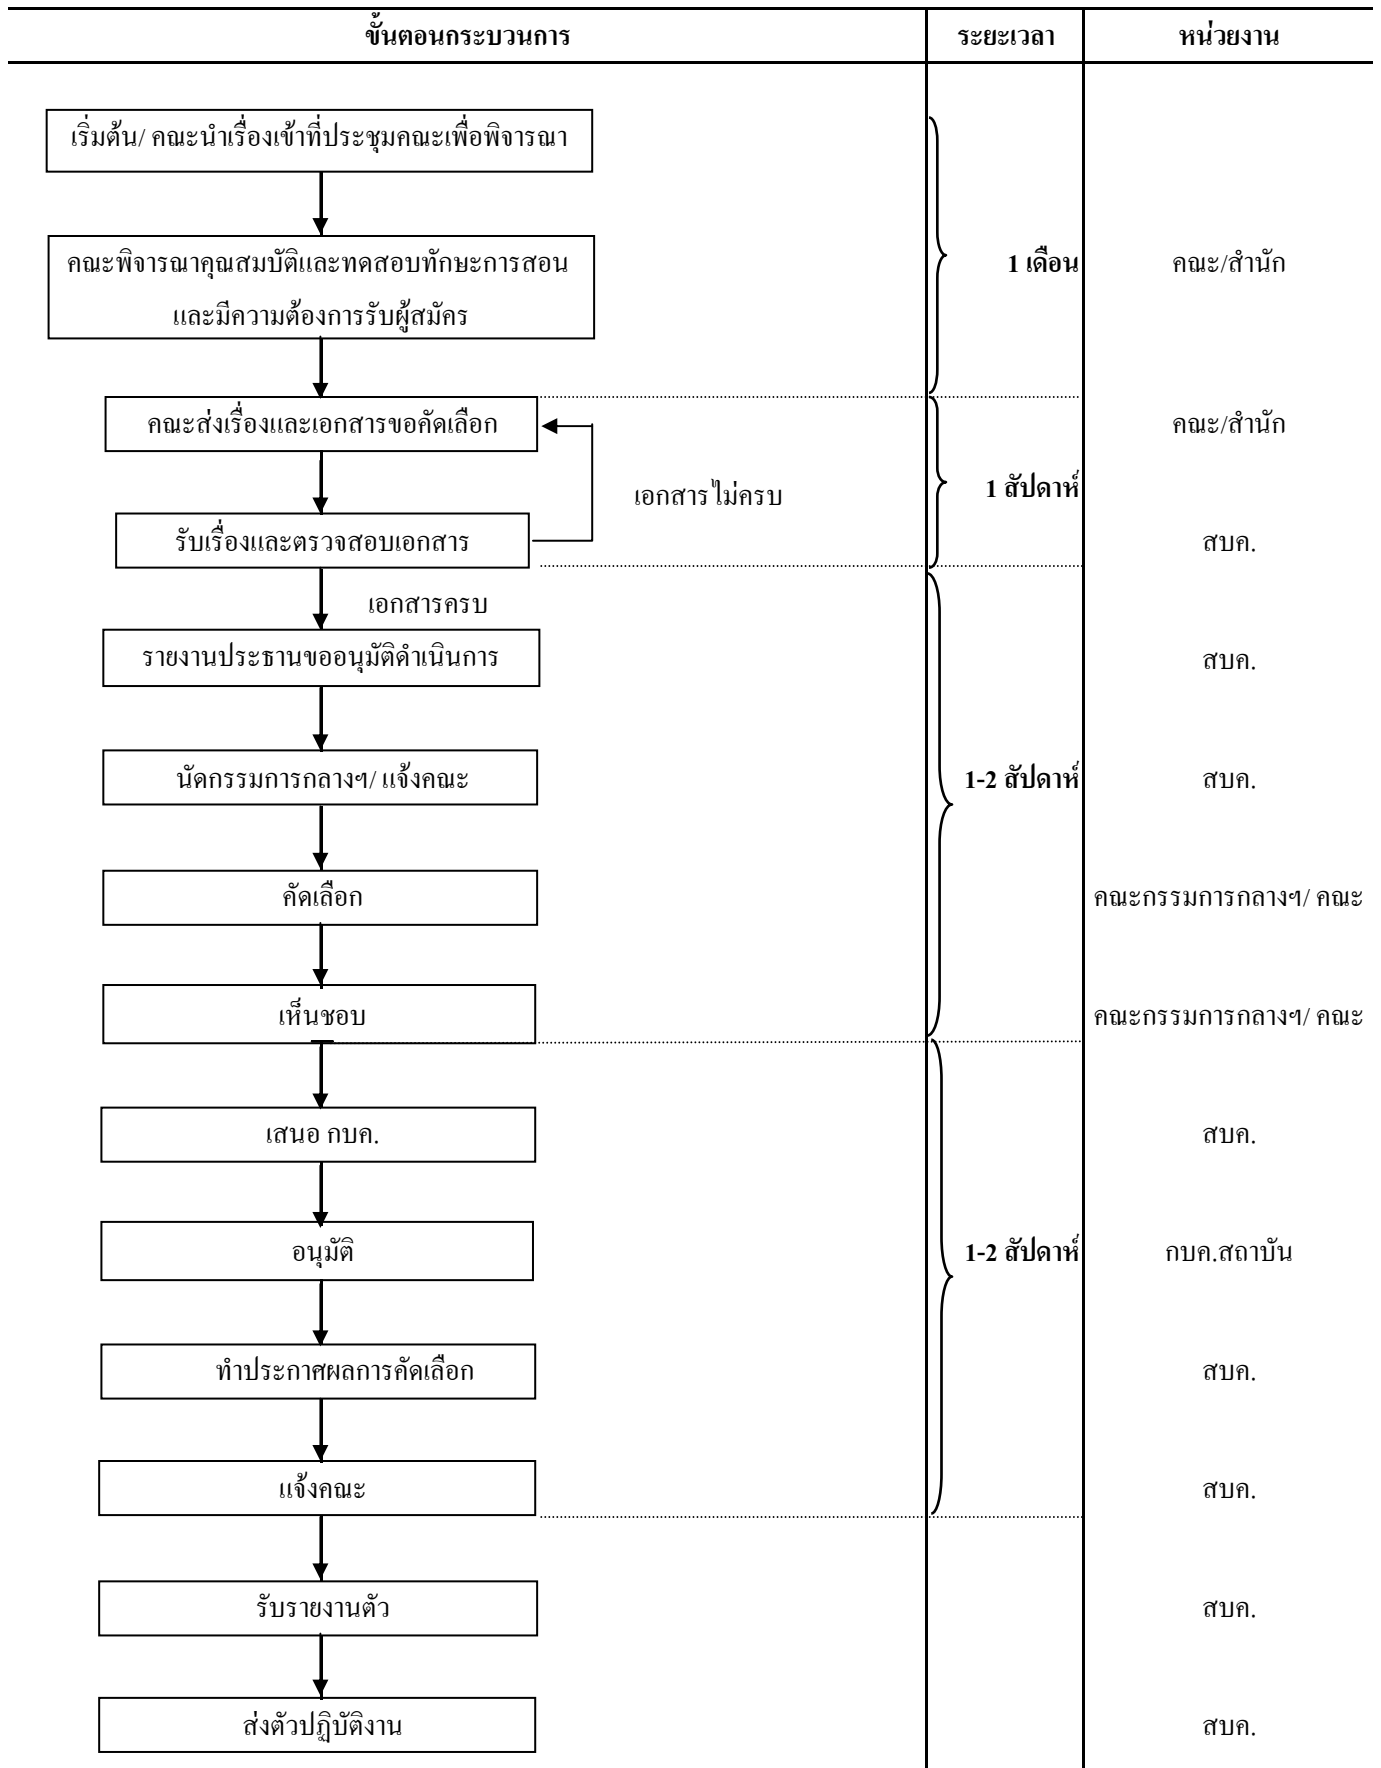 ขั้นตอนกระบวนการ ระยะเวลา หน่วยงาน
เริ่มต้น/ คณะนำเรื่องเข้าที่ประชุมคณะเพื่อพิจารณา
คณะพิจารณาคุณสมบัติและทดสอบทักษะการสอน
และมีความต้องการรับผู้สมัคร
1 เดือน คณะ/สำนัก
คณะส่งเรื่องและเอกสารขอคัดเลือก คณะ/สำนัก
เอกสารไม่ครบ 1 สัปดาห์
รับเรื่องและตรวจสอบเอกสาร สบค.
เอกสารครบ
รายงานประธานขออนุมัติดำเนินการ สบค.
นัดกรรมการกลางฯ/ แจ้งคณะ 1-2 สัปดาห์ สบค.
คัดเลือก คณะกรรมการกลางฯ/ คณะ
เห็นชอบ คณะกรรมการกลางฯ/ คณะ
เสนอ กบค. สบค.
อนุมัติ 1-2 สัปดาห์ กบค.สถาบัน
ทำประกาศผลการคัดเลือก สบค.
แจ้งคณะ สบค.
รับรายงานตัว สบค.
ส่งตัวปฏิบัติงาน สบค.